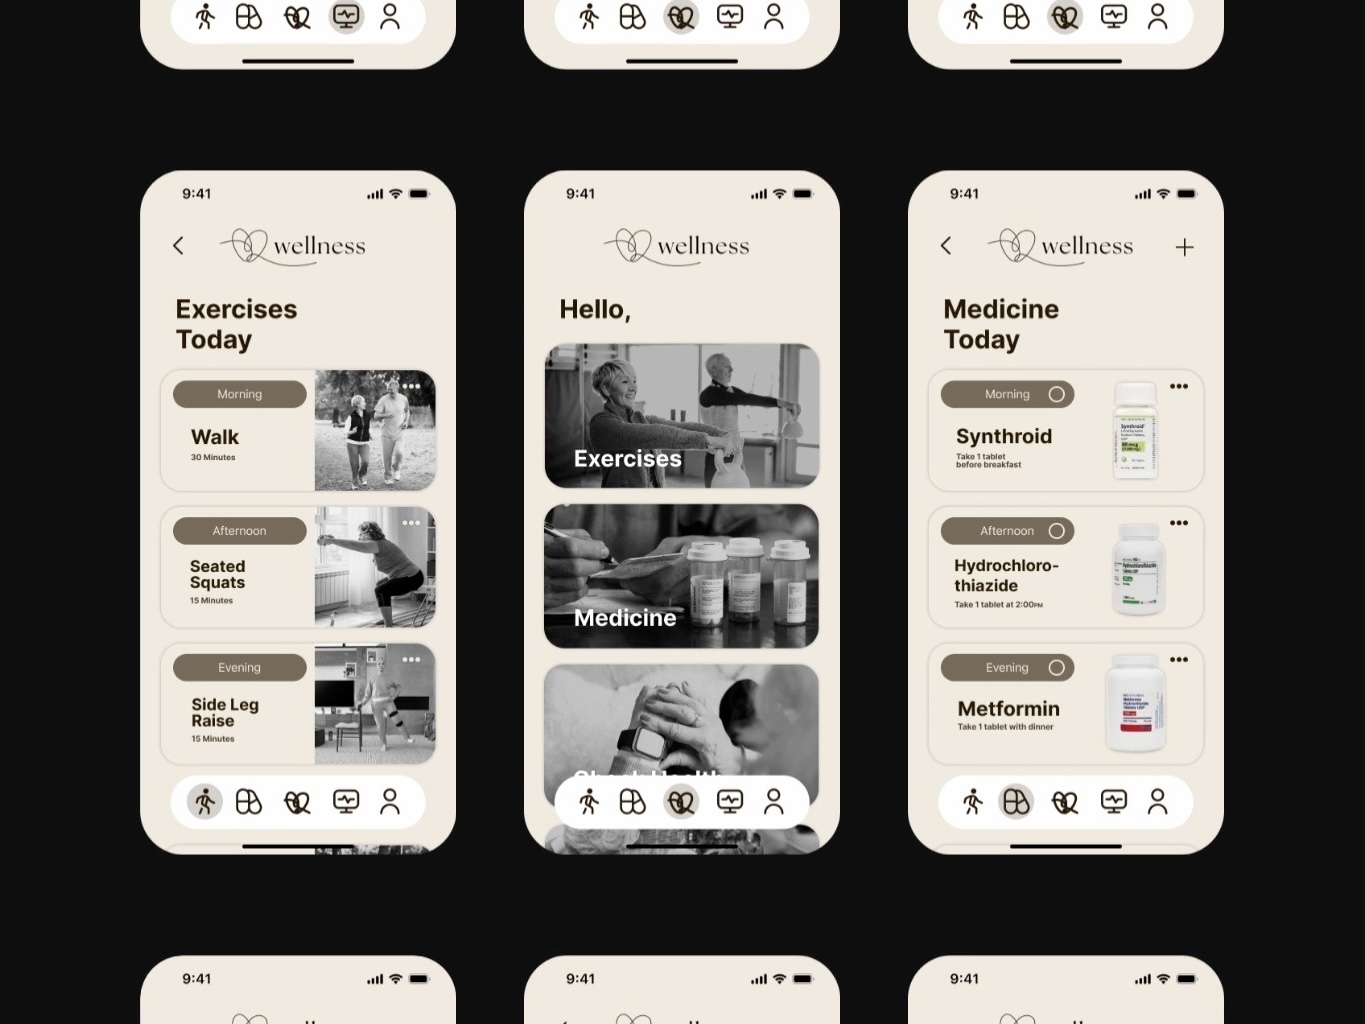 9:41
wellness
Exercises
Today
Morning
Walk
30 Minutes
Afternoon
Seated
Squats
15 Minutes
Evening
Side Leg
Raise
15 Minutes
9:41
wellness
Hello,
Exercises
Medicine
9:41
wellness
Medicine
Today
Morning
Synthroid
Take 1 tablet
before breakfast
Synthroid
Afternoon
Hydrochloro-
thiazide
Take 1 tablet at 2:00PM
Evening
Metformin
Take 1 tablet with dinner
9:41
9:41
9:41